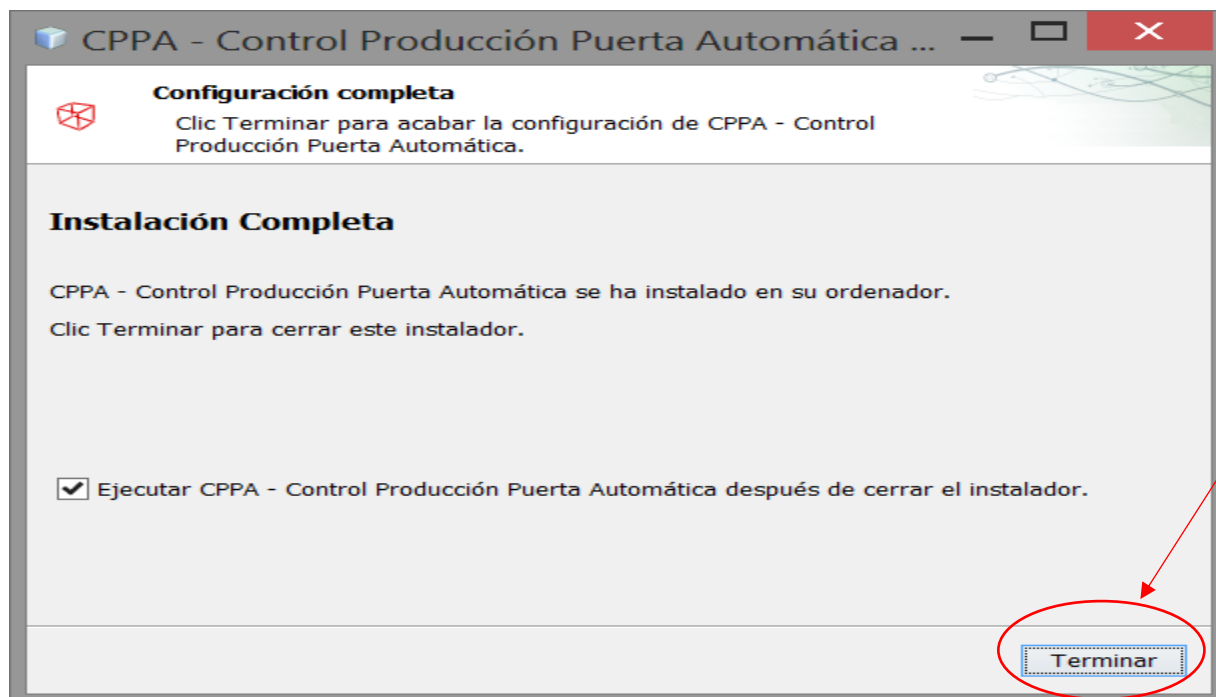 CPPA - Control Producción Puerta Automática ...
Configuración completa
Clic Terminar para acabar la configuración de CPPA - Control
Producción Puerta Automática.
Instalación Completa
CPPA - Control Producción Puerta Automática se ha instalado en su ordenador.
Clic Terminar para cerrar este instalador.
Ejecutar CPPA - Control Producción Puerta Automática después de cerrar el instalador.
Terminar